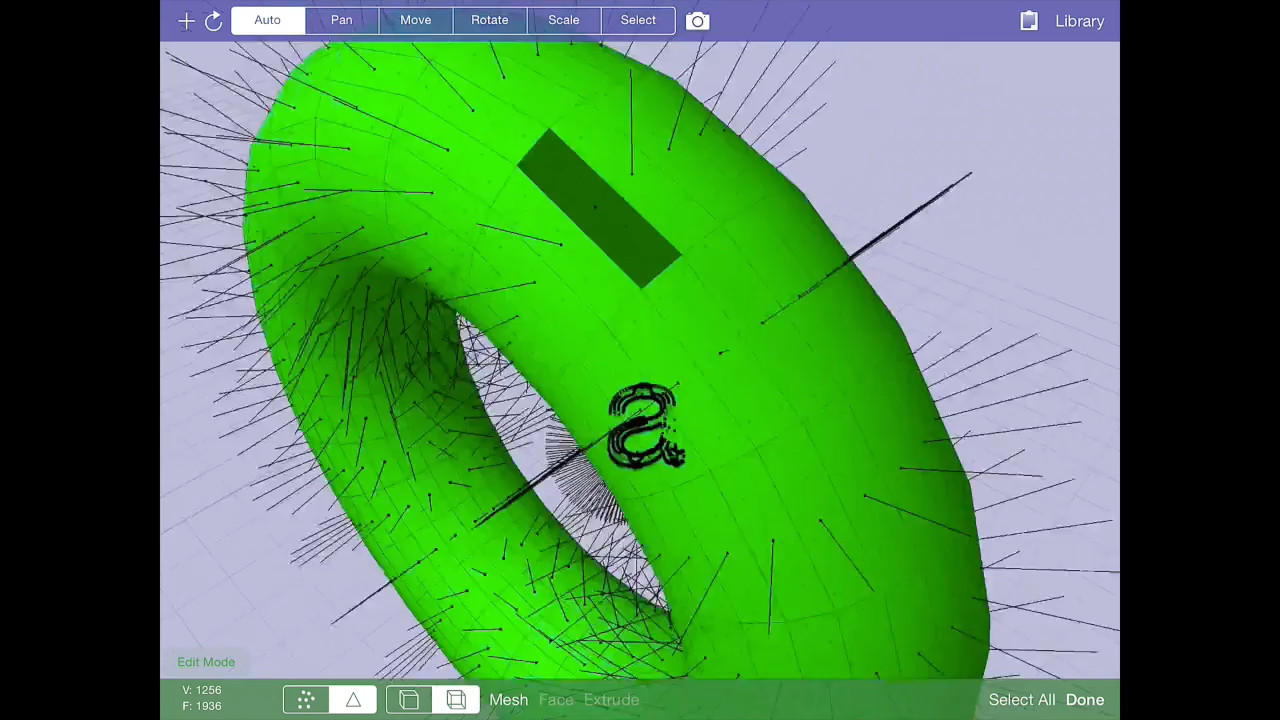 Auto Pan Move Rotate Scale Select Library
a
Edit Mode
V: 1256
F: 1936
Mesh Face Extrude Select All Done